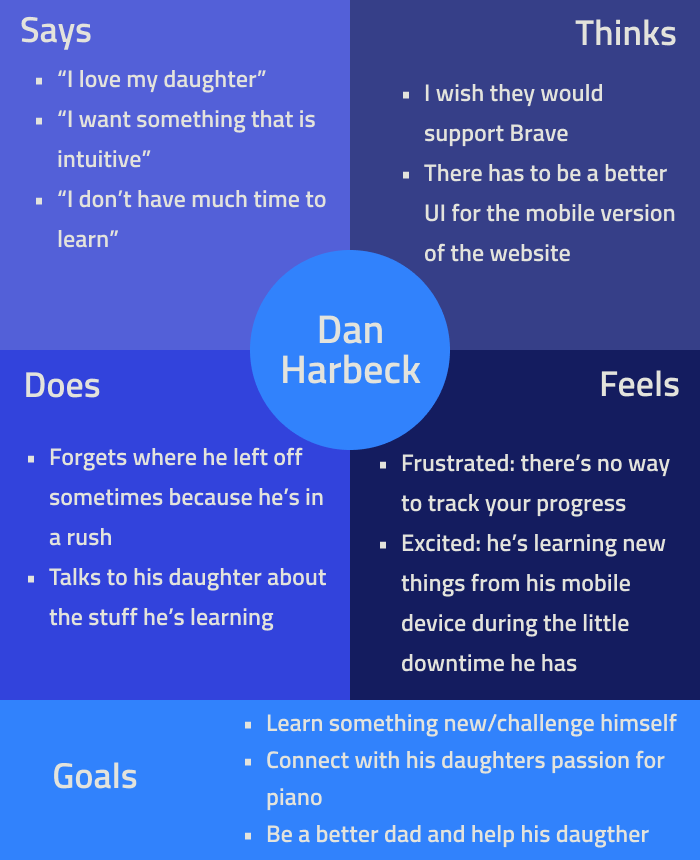 Says
▪ “I love my daughter”
▪ “I want something that is
intuitive”
▪ “I don’t have much time to
learn”
Thinks
▪ I wish they would
support Brave
▪ There has to be a better
UI for the mobile version
of the website
Dan
Harbeck
Does
▪ Forgets where he left off
sometimes because he’s in
a rush
▪ Talks to his daughter about
the stuff he’s learning
Feels
▪ Frustrated: there’s no way
to track your progress
▪ Excited: he’s learning new
things from his mobile
device during the little
downtime he has
Goals
▪ Learn something new/challenge himself
▪ Connect with his daughters passion for
piano
▪ Be a better dad and help his daugther